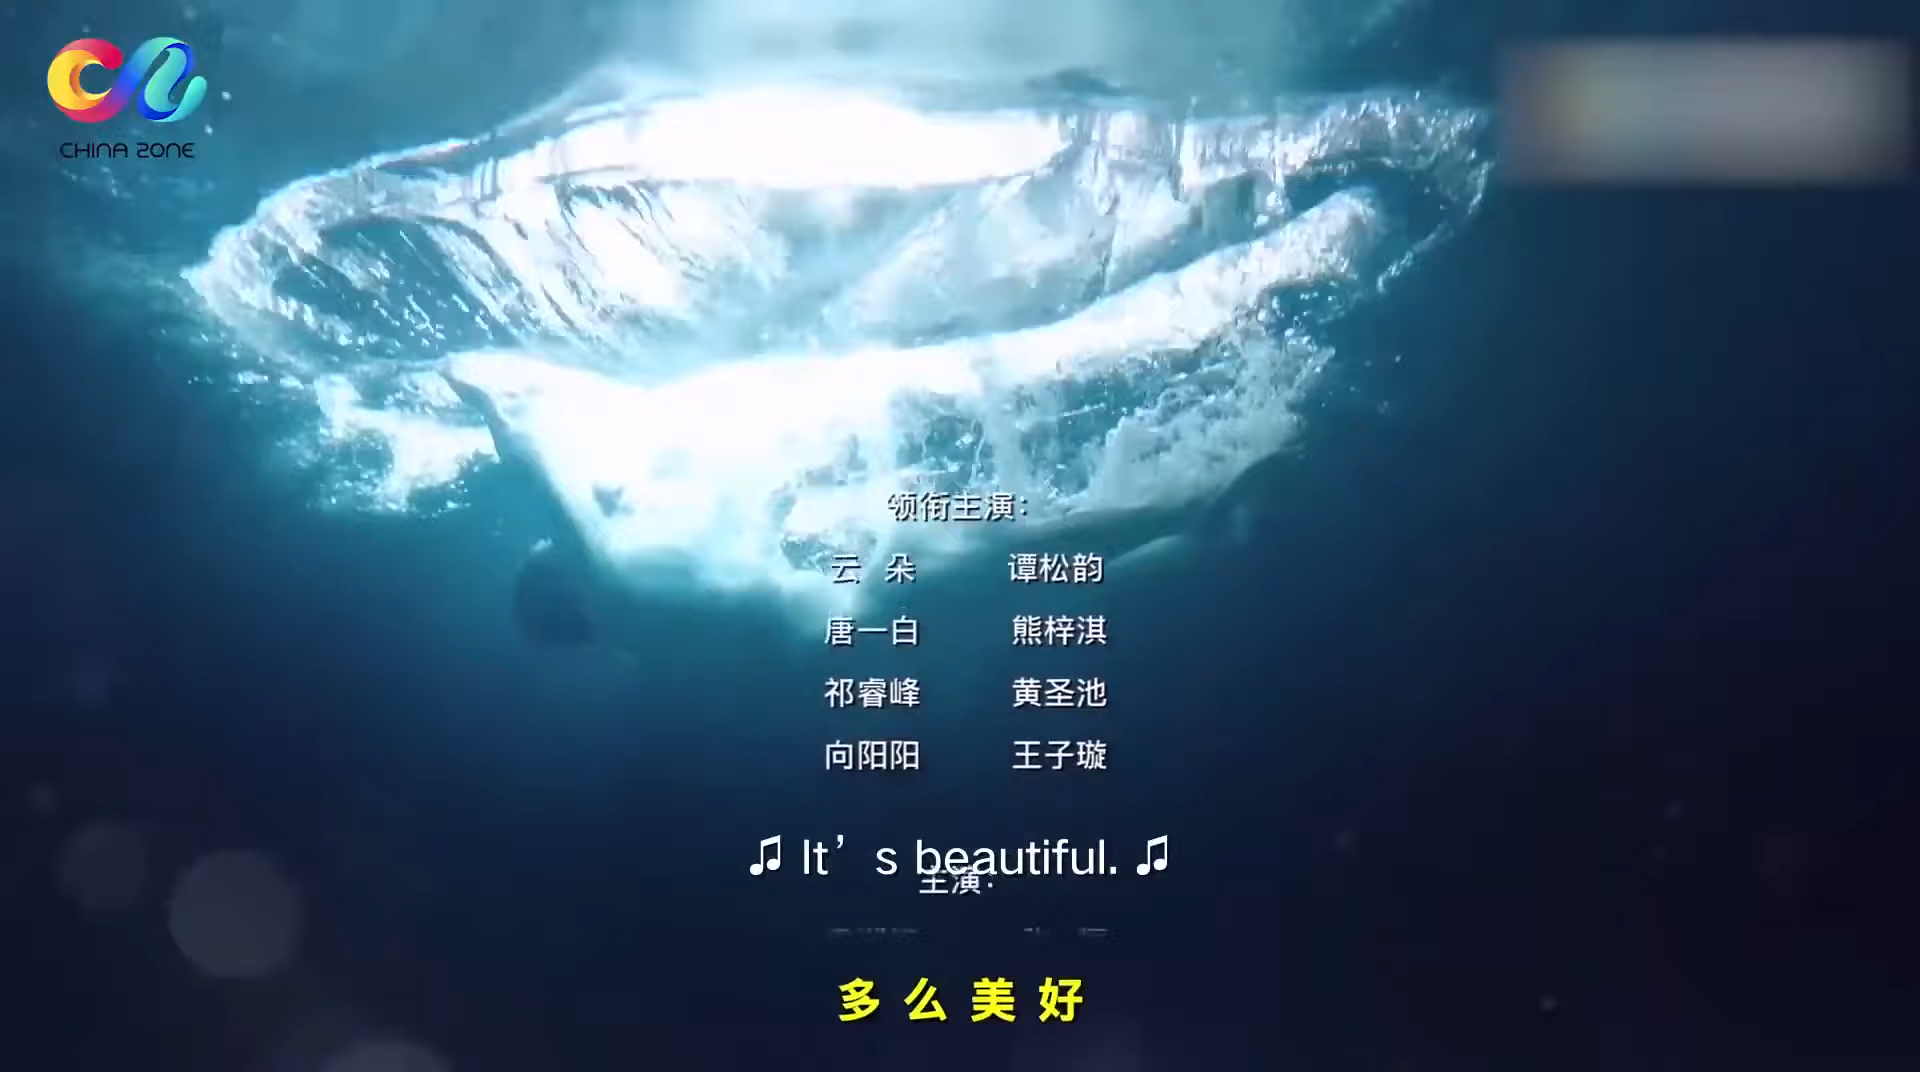 CHINA ZONE
领衔主演：
云 朵 谭松韵
唐一白 熊梓淇
祁睿峰 黄圣池
向阳阳 王子璇
♫ It’s beautiful. ♫
主演：
多么美好